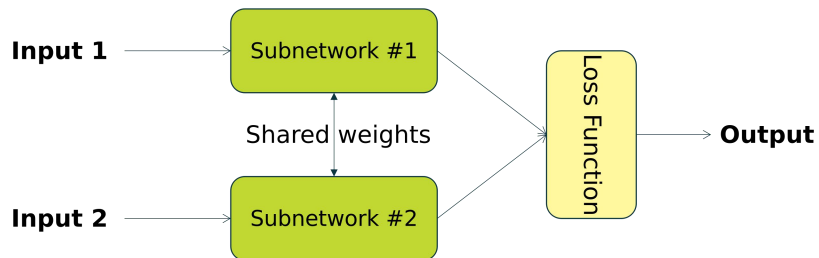 Input 1
Subnetwork #1
Shared weights
Input 2
Subnetwork #2
Loss Function
Output